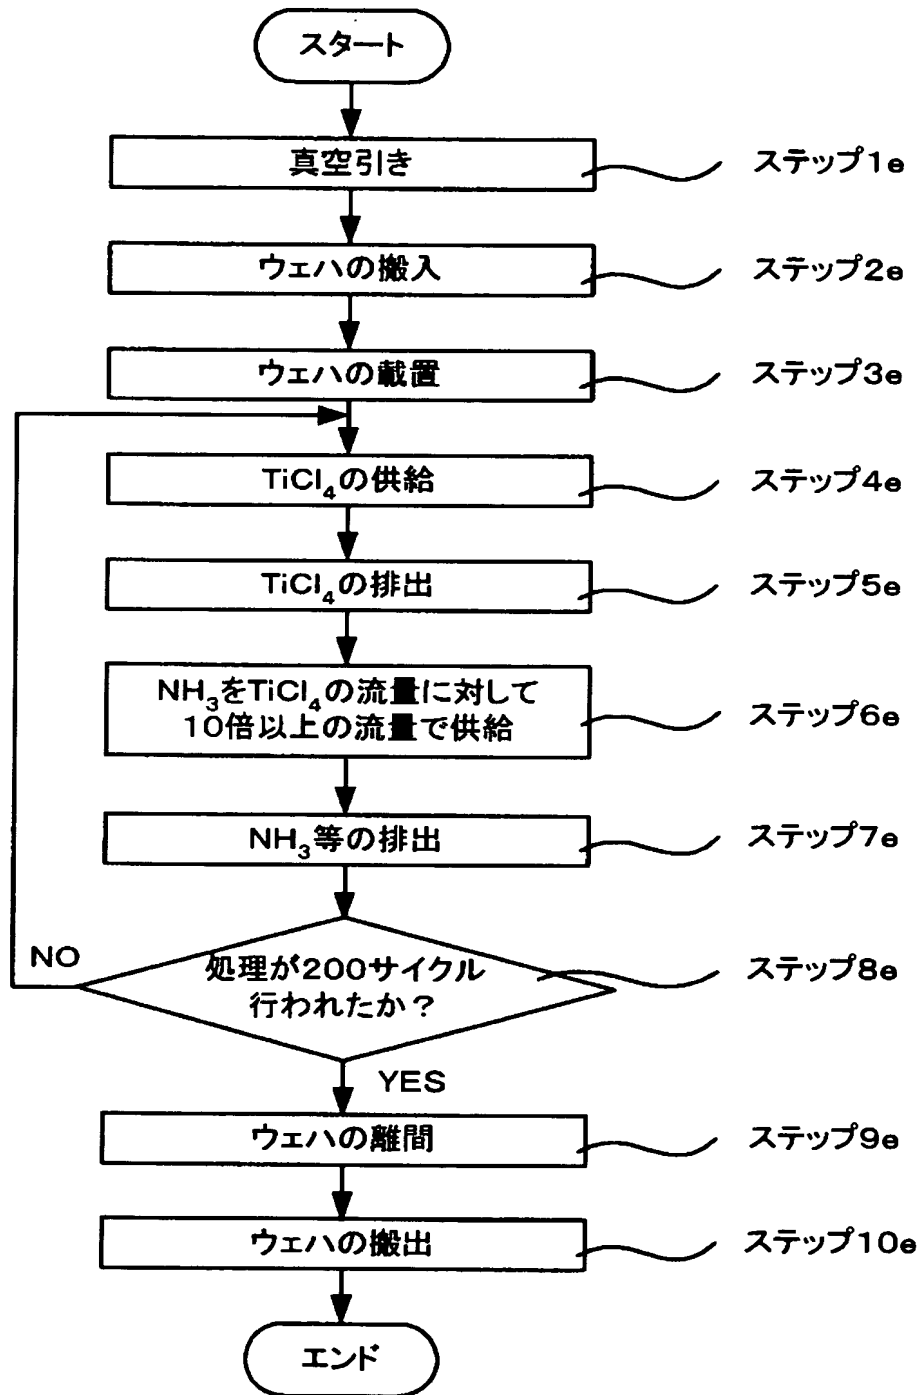 スタート
真空引き
ステップ1e
ウェハの搬入
ステップ2e
ウェハの載置
ステップ3e
TiCl₄の供給
ステップ4e
TiCl₄の排出
ステップ5e
NH₃をTiCl₄の流量に対して
10倍以上の流量で供給
ステップ6e
NH₃等の排出
ステップ7e
NO
処理が200サイクル
行われたか？
ステップ8e
YES
ウェハの離間
ステップ9e
ウェハの搬出
ステップ10e
エンド